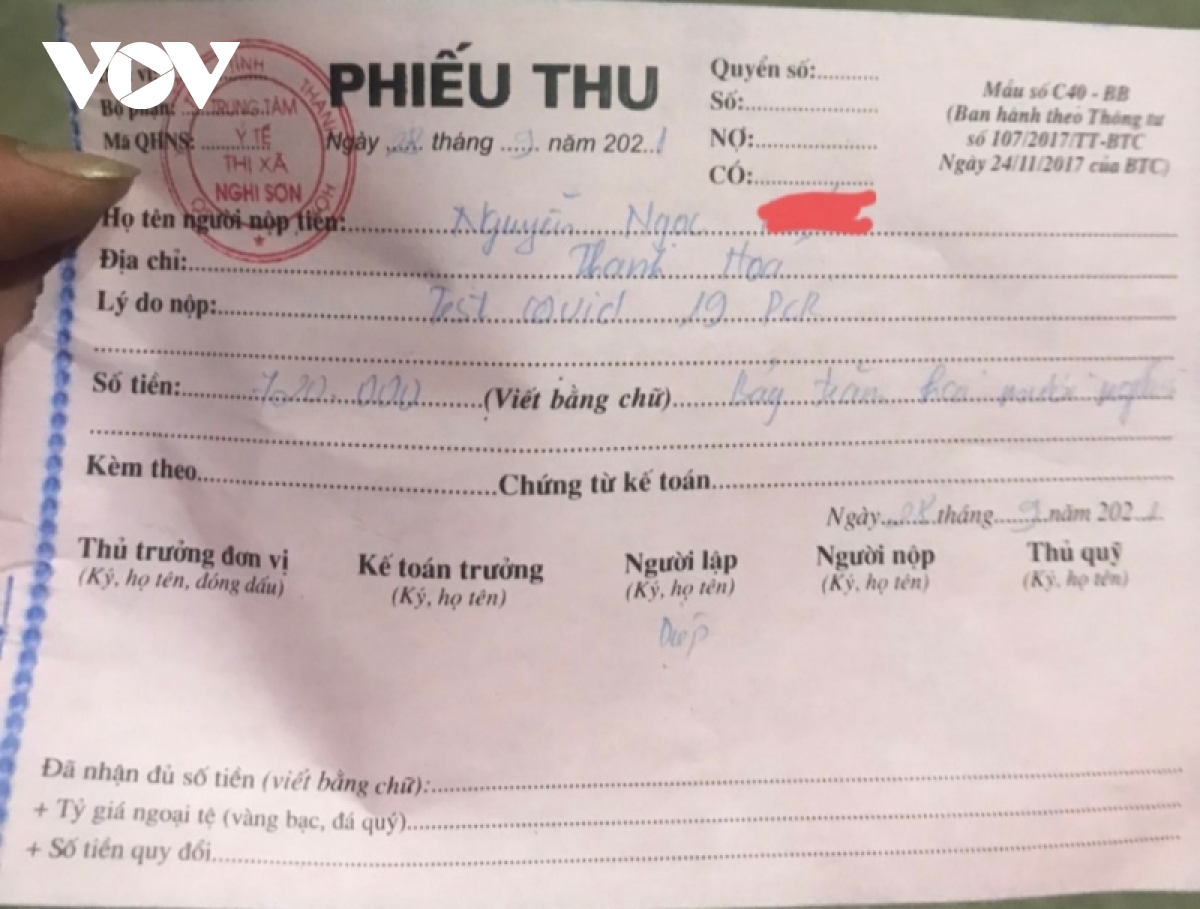 VOV
PHIẾU THU
Quyển số:...........
Số:....................
NỢ:...................
CÓ:...................
Mẫu số C40 - BB
(Ban hành theo Thông tư
số 107/2017/TT-BTC
Ngày 24/11/2017 của BTC)
Bộ phận:
Mã QHNS:
TRUNG TÂM
Y TẾ
THỊ XÃ
NGHI SƠN
Ngày 28 tháng 9 năm 2021
Họ tên người nộp tiền: Nguyễn Ngọc
Địa chỉ: Thanh Hoá
Lý do nộp: Test covid 19 PCR
Số tiền: 720.000 (Viết bằng chữ) Bảy trăm hai mươi nghìn
Kèm theo Chứng từ kế toán
Ngày 28 tháng 9 năm 2021
Thủ trưởng đơn vị Kế toán trưởng Người lập Người nộp Thủ quỹ
(Ký, họ tên, đóng dấu) (Ký, họ tên) (Ký, họ tên) (Ký, họ tên) (Ký, họ tên)
Diệp
Đã nhận đủ số tiền (viết bằng chữ):
+ Tỷ giá ngoại tệ (vàng bạc, đá quý)
+ Số tiền quy đổi